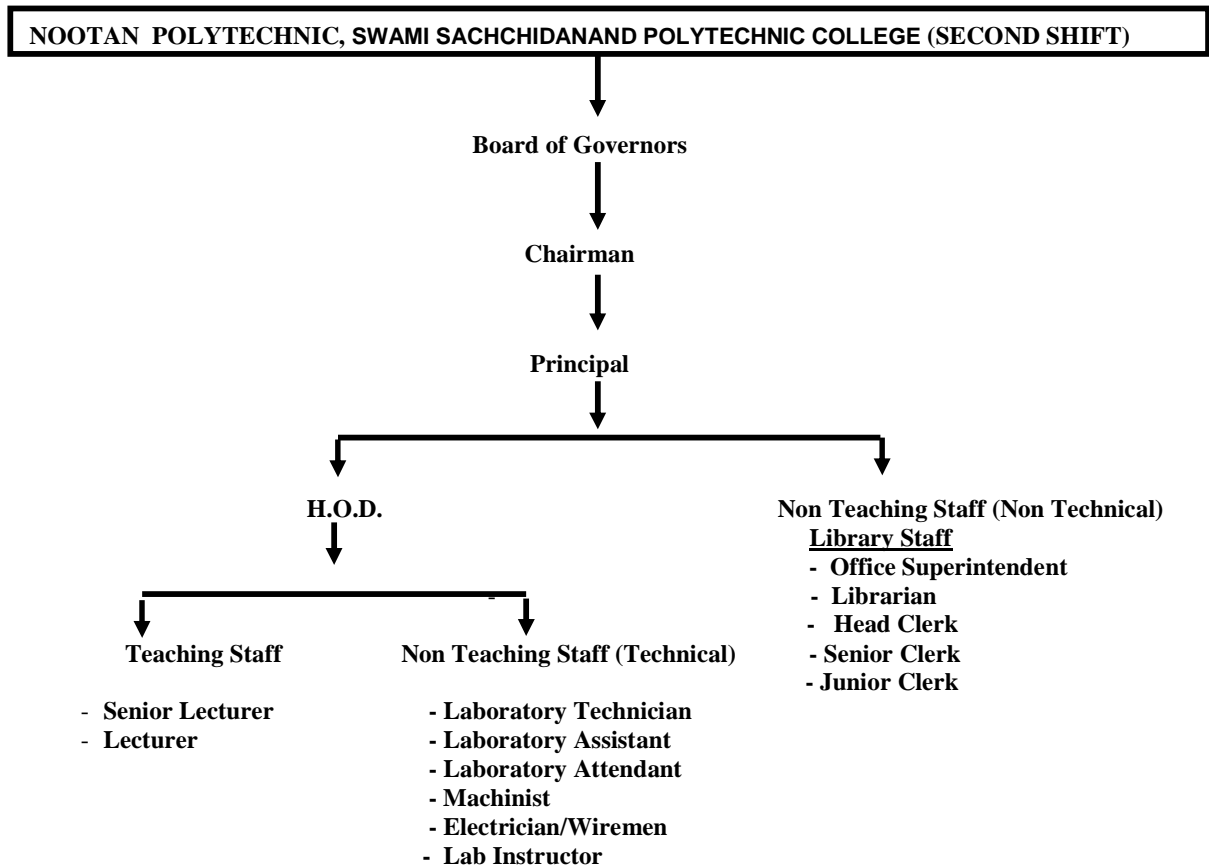 NOOTAN POLYTECHNIC, SWAMI SACHCHIDANAND POLYTECHNIC COLLEGE (SECOND SHIFT)
Board of Governors
Chairman
Principal
H.O.D.
Non Teaching Staff (Non Technical)
Library Staff
- Office Superintendent
- Librarian
- Head Clerk
- Senior Clerk
- Junior Clerk
Teaching Staff
- Senior Lecturer
- Lecturer
Non Teaching Staff (Technical)
- Laboratory Technician
- Laboratory Assistant
- Laboratory Attendant
- Machinist
- Electrician/Wiremen
- Lab Instructor